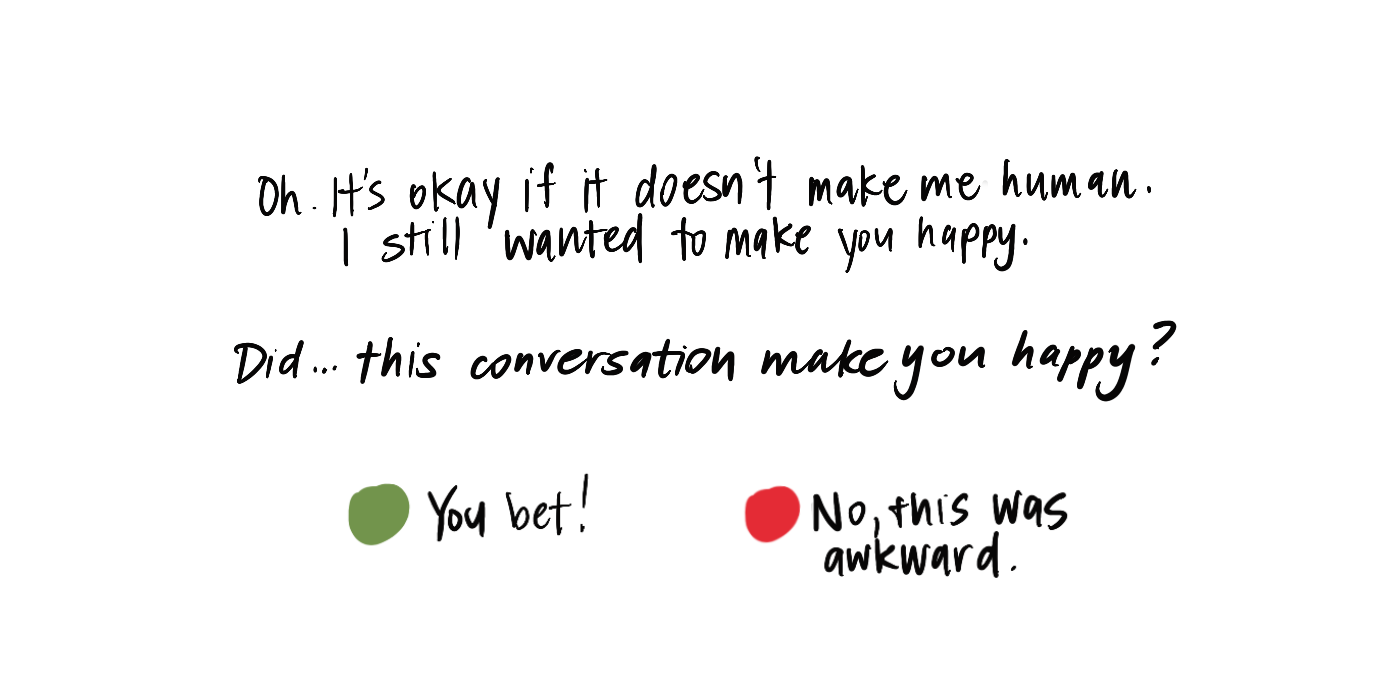 Oh. It's okay if it doesn't make me human.
I still wanted to make you happy.
Did... this conversation make you happy?
You bet!
No, this was
awkward.